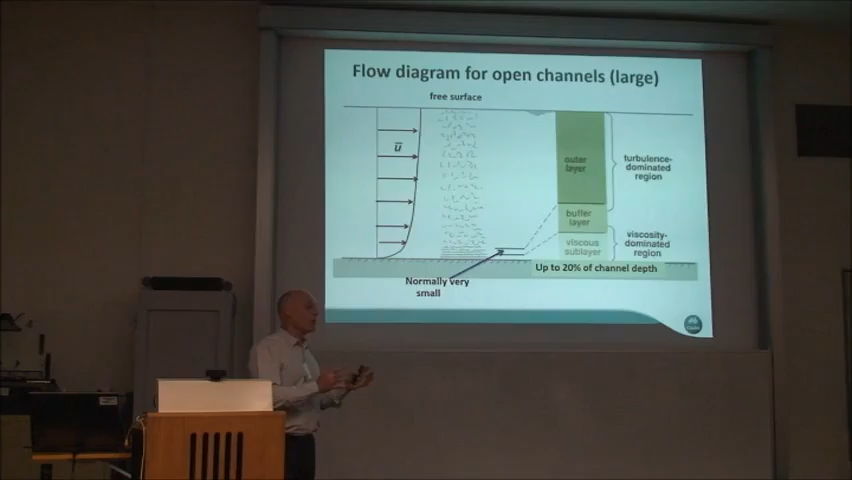 Flow diagram for open channels (large)
free surface
u
outer
layer
turbulence-
dominated
region
buffer
layer
viscous
sublayer
viscosity-
dominated
region
Up to 20% of channel depth
Normally very
small